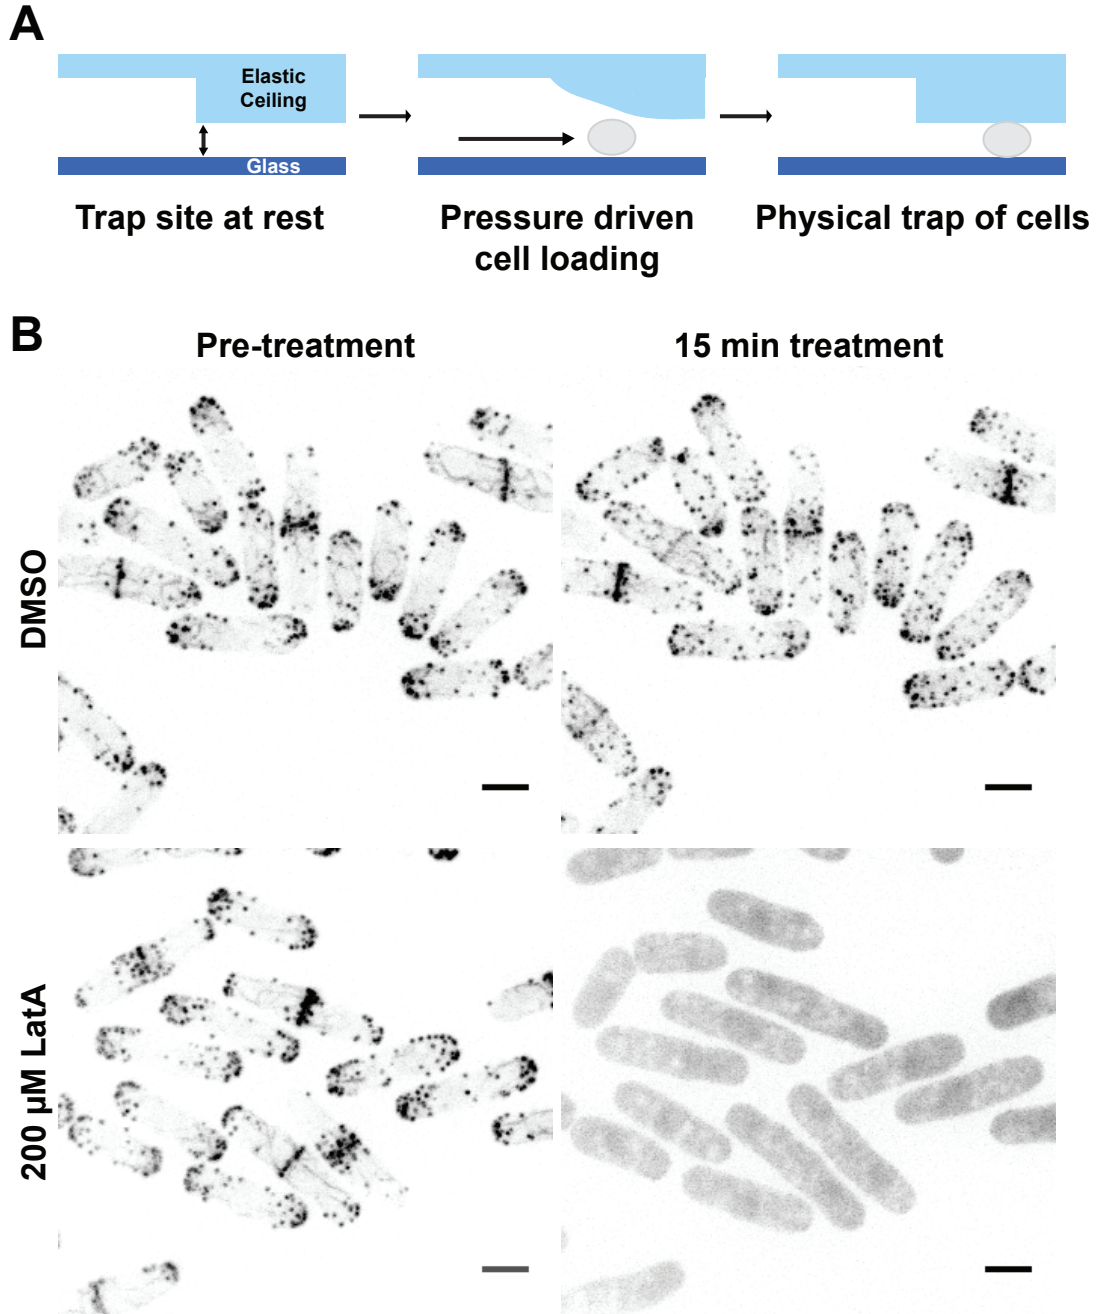 A
Elastic
Ceiling
Glass
Trap site at rest
Pressure driven
cell loading
Physical trap of cells
B
Pre-treatment
15 min treatment
DMSO
200 µM LatA